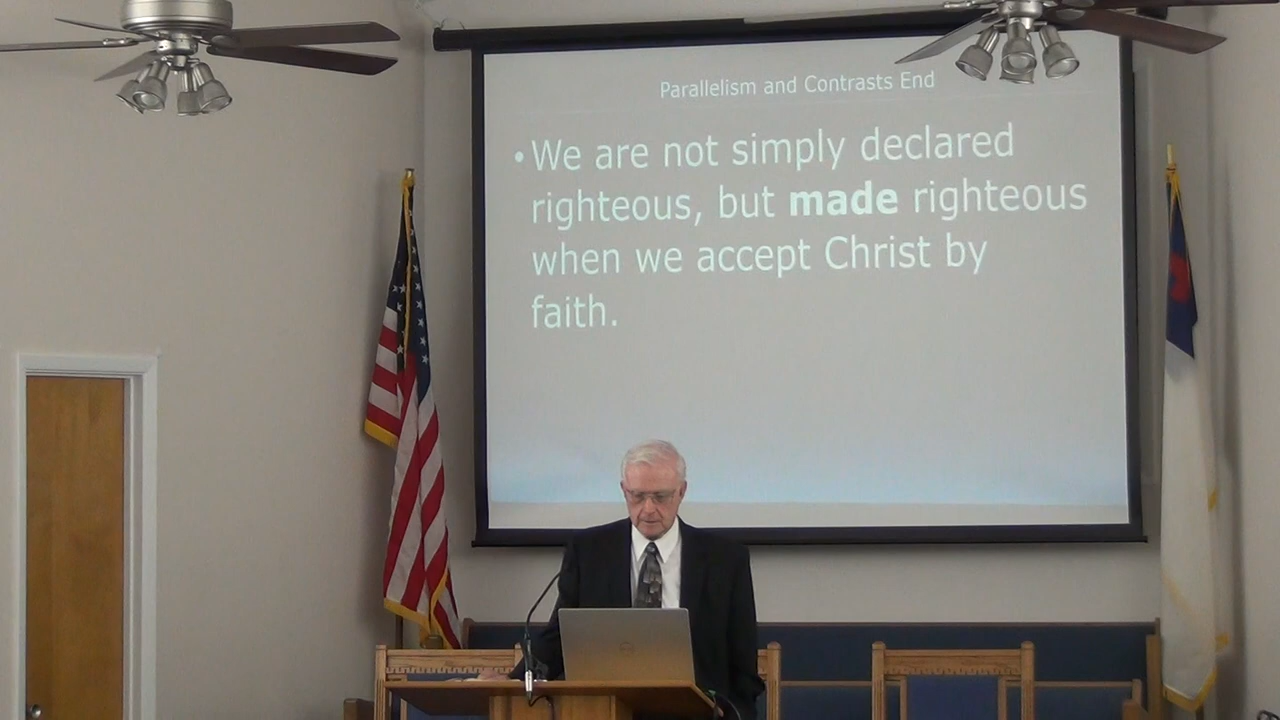 Parallelism and Contrasts End
• We are not simply declared
righteous, but made righteous
when we accept Christ by
faith.